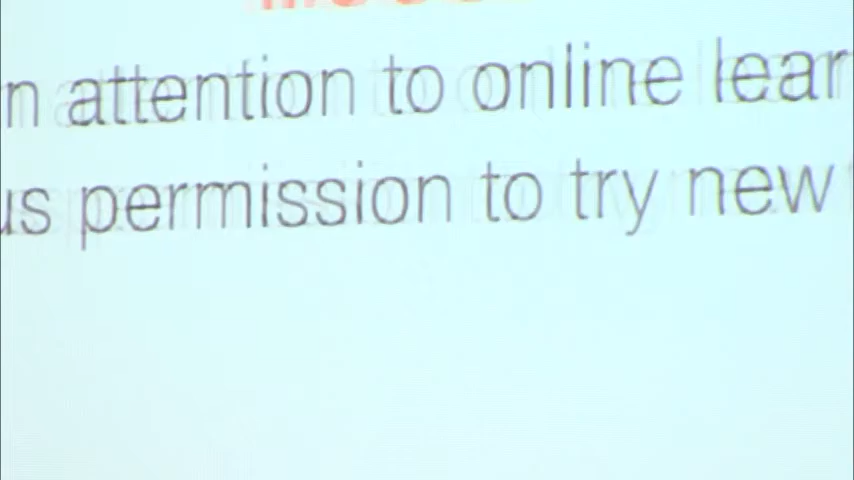 n attention to online lear
us permission to try new